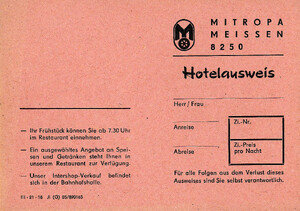 MITROPA
MEISSEN
8250
Hotelausweis
Herr/Frau
Anreise
Abreise
Zi.-Nr.
Zi.-Preis
pro Nacht
Für alle Folgen aus dem Verlust dieses
Ausweises sind Sie selbst verantwortlich.
— Ihr Frühstück können Sie ab 7.30 Uhr
im Restaurant einnehmen.
— Ein ausgewähltes Angebot an Spei-
sen und Getränken steht Ihnen in
unserem Restaurant zur Verfügung.
— Unser Intershop-Verkauf befindet
sich in der Bahnhofshalle.